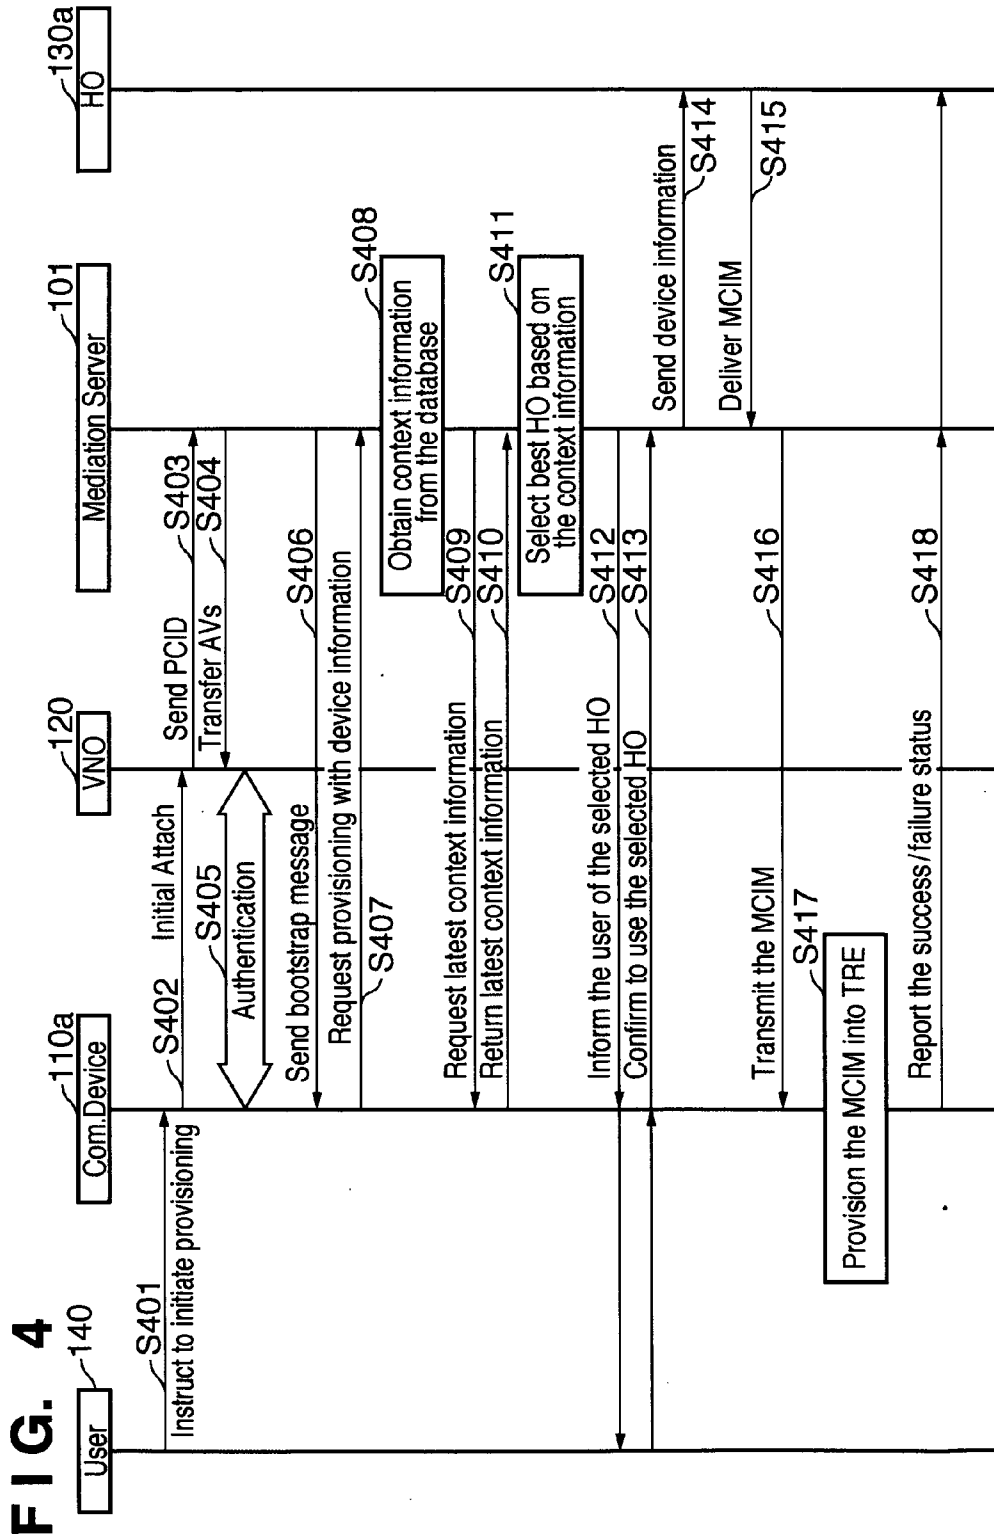 FIG. 4
User
140
Com.Device
110a
VNO
120
Mediation Server
101
HO
130a
S401
Instruct to initiate provisioning
S402
Initial Attach
Send PCID
S403
Transfer AVs
S404
S405
Authentication
Send bootstrap message
S406
Request provisioning with device information
S407
S408
Obtain context information
from the database
Request latest context information
S409
Return latest context information
S410
S411
Select best HO based on
the context information
Inform the user of the selected HO
S412
Confirm to use the selected HO
S413
Send device information
S414
Deliver MCIM
S415
Transmit the MCIM
S416
S417
Provision the MCIM into TRE
Report the success/failure status
S418